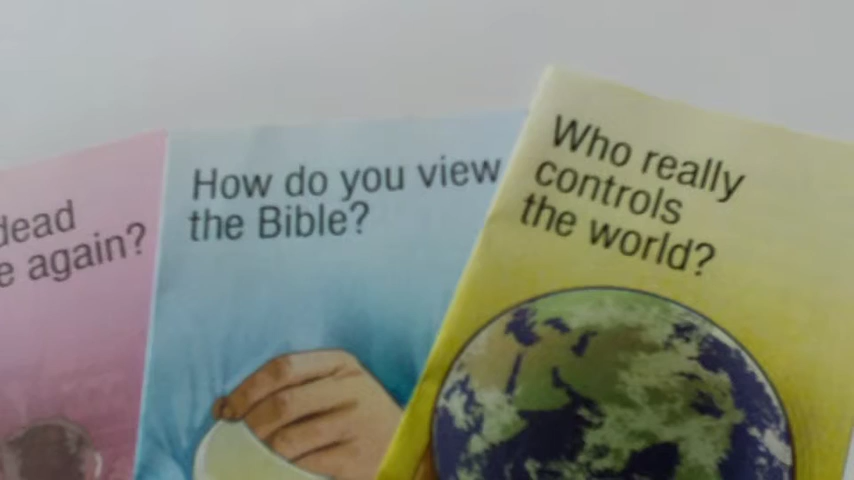 dead
again?
How do you view
the Bible?
Who really
controls
the world?